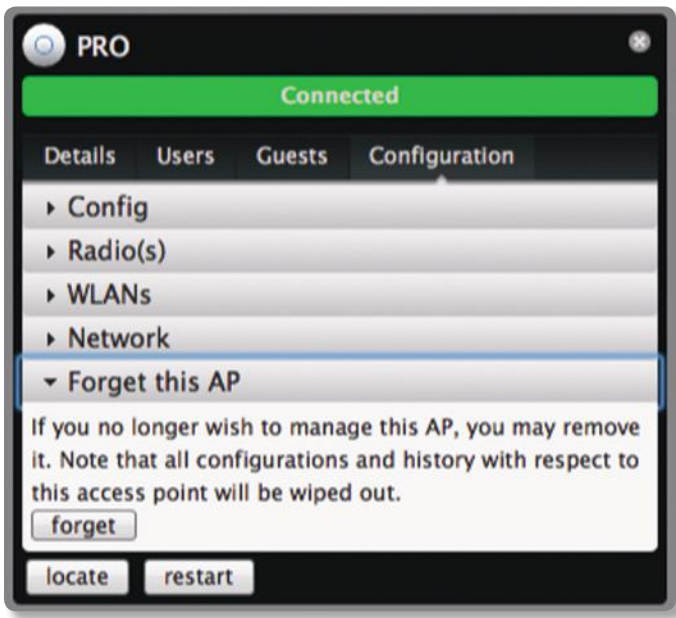 PRO
Connected
Details Users Guests Configuration
Config
Radio(s)
WLANs
Network
Forget this AP
If you no longer wish to manage this AP, you may remove
it. Note that all configurations and history with respect to
this access point will be wiped out.
forget
locate restart